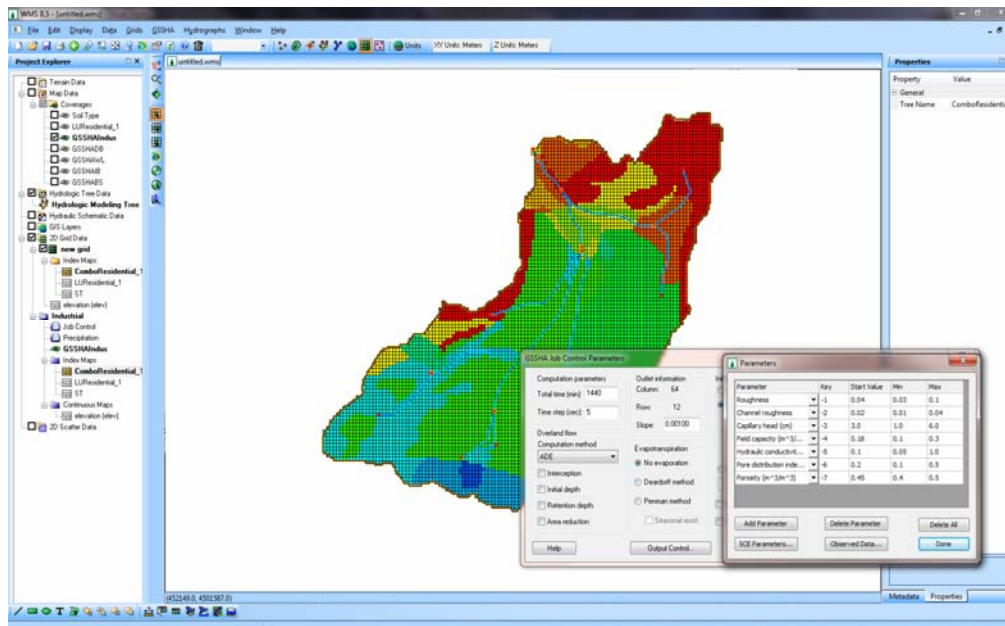 WMS 8.5 - [untitled.wms]
File Edit Display Data Grids GSSHA Hydrographs Window Help
Units XY Units: Meters Z Units: Meters
Project Explorer
untitled.wms
Properties
Terrain Data
Map Data
Coverages
Soil Type
LUResidential_1
GSSHAIndus
GSSHADB
GSSHAWL
GSSHAIB
GSSHABS
Hydrologic Tree Data
Hydrologic Modeling Tree
Hydraulic Schematic Data
GIS Layers
2D Grid Data
new grid
Index Maps
ComboResidential_1
LUResidential_1
ST
elevation (elev)
Industrial
Job Control
Precipitation
GSSHAIndus
Index Maps
ComboResidential_1
LUResidential_1
ST
Continuous Maps
elevation (elev)
2D Scatter Data
Property Value
General
Tree Name ComboResidenti
GSSHA Job Control Parameters
Computation parameters
Total time (min): 1440
Time step (sec): 5
Overland flow
Computation method
ADE
Interception
Initial depth
Retention depth
Area reduction
Help
Outlet information
Column: 64
Row: 12
Slope: 0.00100
Evapotranspiration
No evaporation
Deardorff method
Penman method
Seasonal resist.
Output Control...
Parameters
Parameter Key Start Value Min Max
Roughness -1 0.04 0.03 0.1
Channel roughness -2 0.02 0.01 0.04
Capillary head (cm) -3 3.0 1.0 6.0
Field capacity (m^3/... -4 0.18 0.1 0.3
Hydraulic conductivit... -5 0.1 0.05 1.0
Pore distribution inde... -6 0.2 0.1 0.5
Porosity (m^3/m^3) -7 0.45 0.4 0.5
Add Parameter Delete Parameter Delete All
SCE Parameters... Observed Data... Done
(452149.0, 4501587.0)
Metadata Properties